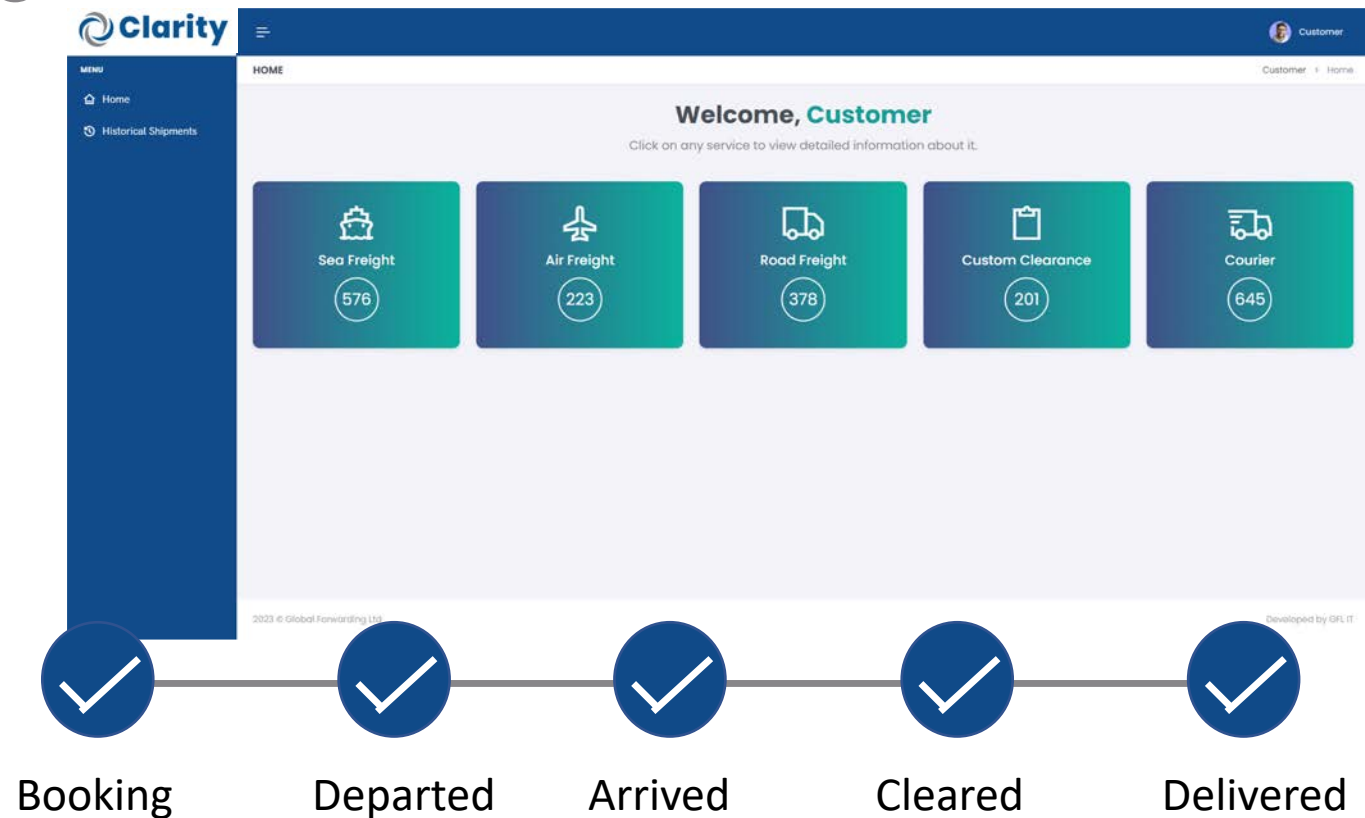 Clarity
Customer
MENU
HOME
Customer Home
Home
Historical Shipments
Welcome, Customer
Click on any service to view detailed information about it.
Sea Freight
576
Air Freight
223
Road Freight
378
Custom Clearance
201
Courier
645
2023 © Global Forwarding Ltd
Developed by GFL IT
Booking
Departed
Arrived
Cleared
Delivered